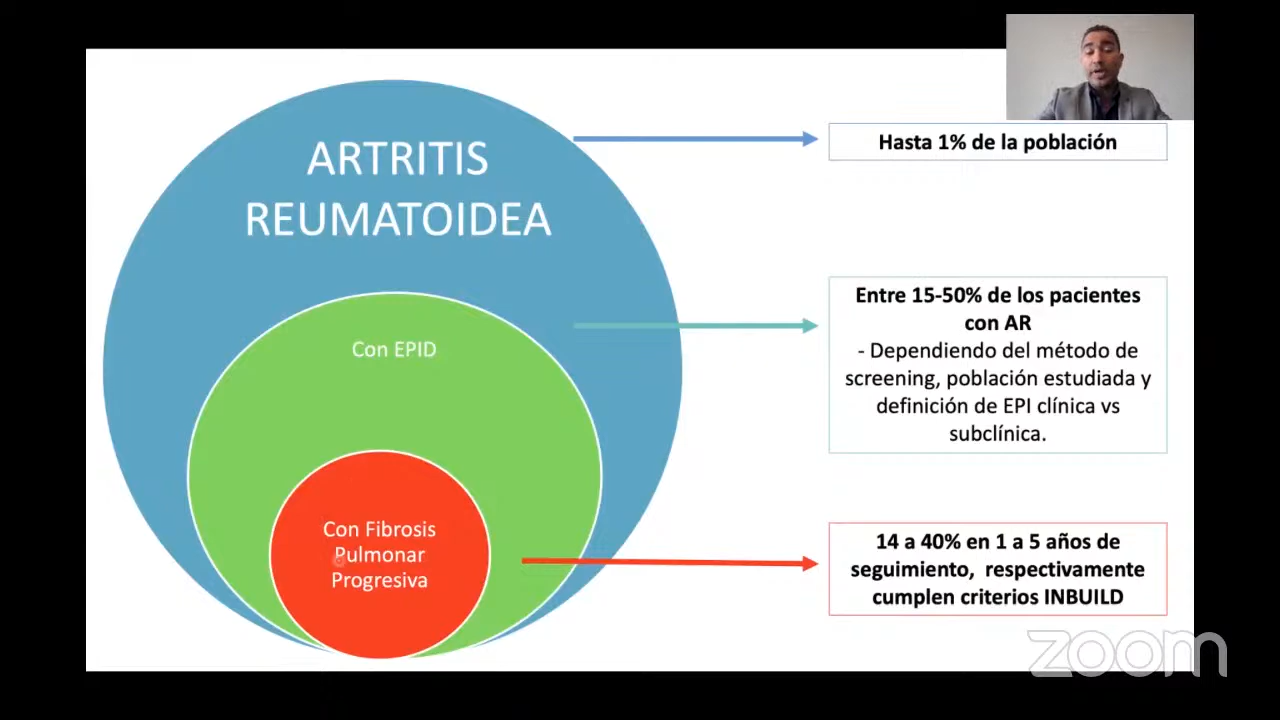 ARTRITIS
REUMATOIDEA
Con EPID
Con Fibrosis
Pulmonar
Progresiva
Hasta 1% de la población
Entre 15-50% de los pacientes
con AR
- Dependiendo del método de
screening, población estudiada y
definición de EPI clínica vs
subclínica.
14 a 40% en 1 a 5 años de
seguimiento, respectivamente
cumplen criterios INBUILD
zoom